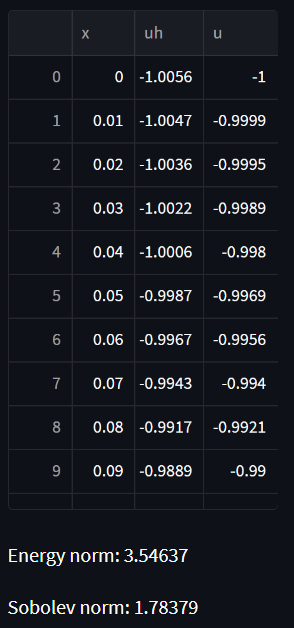 x uh u
0 0 -1.0056 -1
1 0.01 -1.0047 -0.9999
2 0.02 -1.0036 -0.9995
3 0.03 -1.0022 -0.9989
4 0.04 -1.0006 -0.998
5 0.05 -0.9987 -0.9969
6 0.06 -0.9967 -0.9956
7 0.07 -0.9943 -0.994
8 0.08 -0.9917 -0.9921
9 0.09 -0.9889 -0.99
Energy norm: 3.54637
Sobolev norm: 1.78379